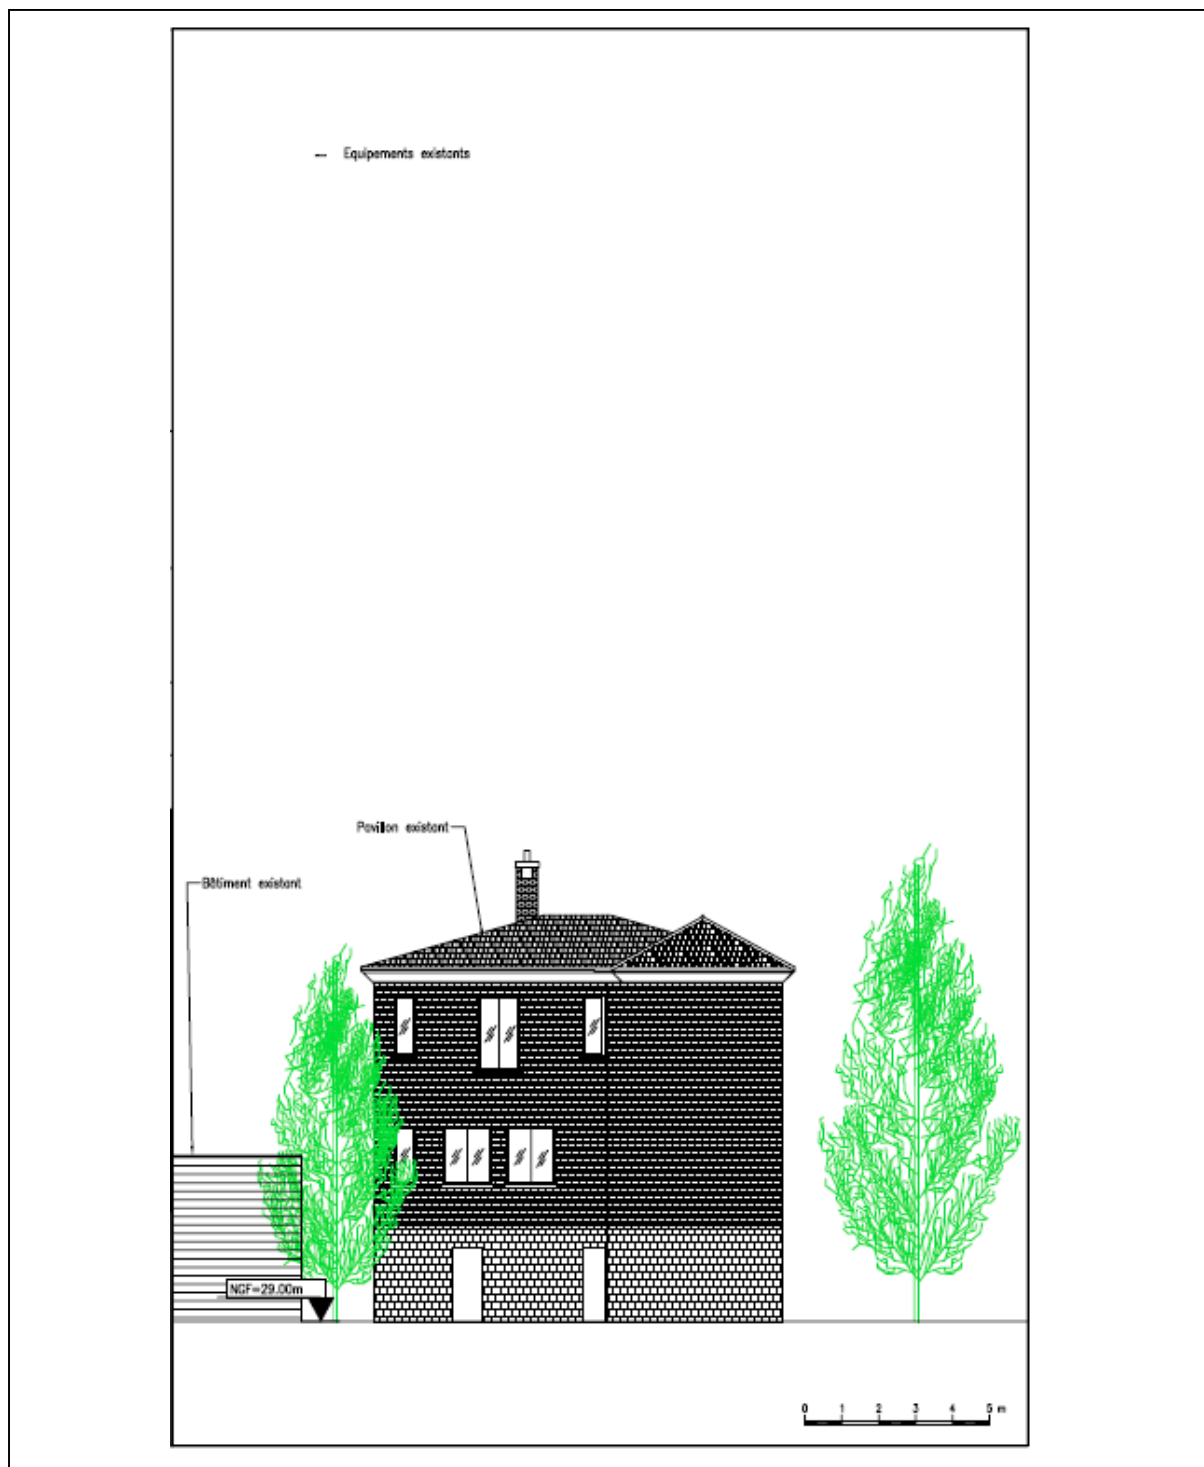 — Equipements existants
Pavillon existant
Bâtiment existant
NGF=29.00m
0 1 2 3 4 5 m